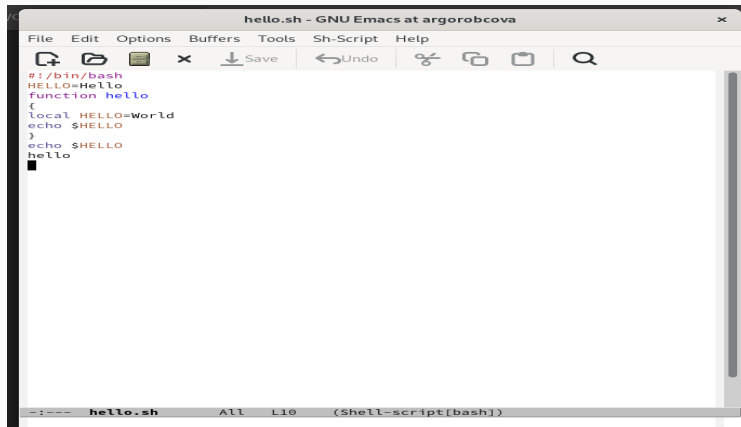 hello.sh - GNU Emacs at argorobcova
File Edit Options Buffers Tools Sh-Script Help
Save Undo
#!/bin/bash
HELLO=Hello
function hello
{
local HELLO=World
echo $HELLO
}
echo $HELLO
hello
-:--- hello.sh All L10 (Shell-script[bash])